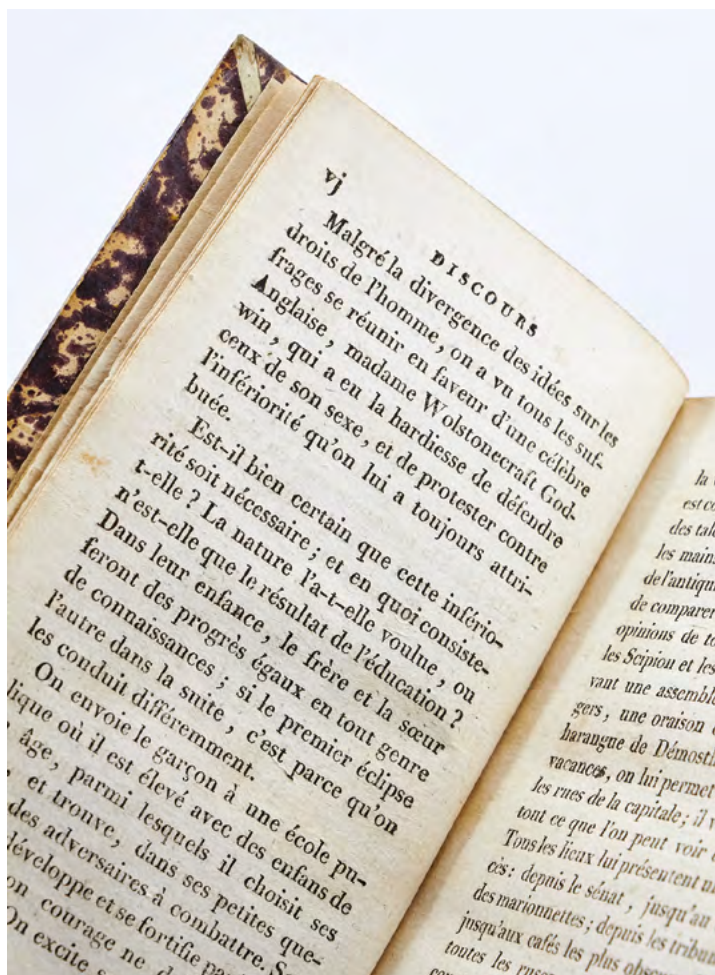 vj
DISCOURS
Malgré la divergence des idées sur les
droits de l'homme, on a vu tous les suf-
frages se réunir en faveur d'une célèbre
Anglaise, madame Wolstonecraft God-
win, qui a eu la hardiesse de défendre
ceux de son sexe, et de protester contre
l'infériorité qu'on lui a toujours attri-
buée.
Est-il bien certain que cette infério-
rité soit nécessaire; et en quoi consiste-
t-elle? La nature l'a-t-elle voulue, ou
n'est-elle que le résultat de l'éducation?
Dans leur enfance, le frère et la sœur
feront des progrès égaux en tout genre
de connaissances; si le premier éclipse
l'autre dans la suite, c'est parce qu'on
les conduit différemment.
On envoie le garçon à une école pu-
lique où il est élevé avec des enfans de
âge, parmi lesquels il choisit ses
, et trouve, dans ses petites que-
des adversaires à combattre.
développe et se fortifie
courage ne
On excite
la
est
des
les mains
de l'antiqu
de comparer
opinions de
les Scipion et les
vant une assemblé
gers, une oraison
harangue de Démost
vacances, on lui permet
les rues de la capitale; il
tout ce que l'on peut voir
Tous les lieux lui présentent
cès: depuis le sénat, jusqu'au
des marionnettes; depuis les tribu
jusqu'aux cafés les plus
toutes les